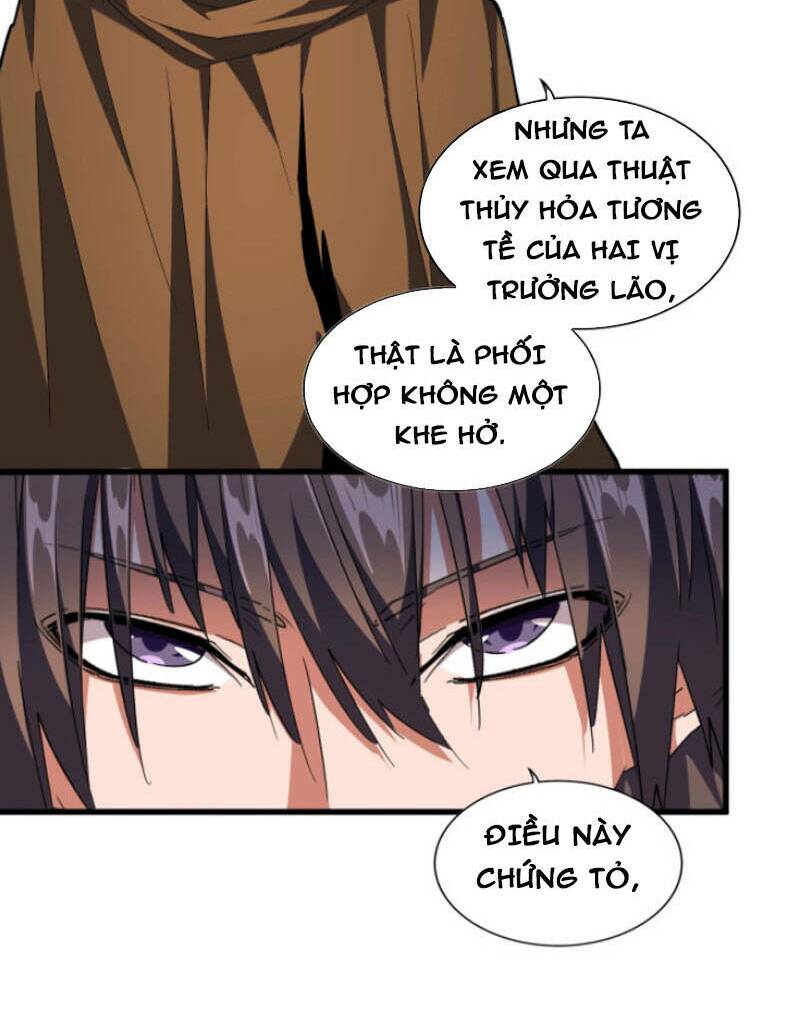 NHƯNG TA
XEM QUA THUẬT
THỦY HỎA TƯƠNG
TỀ CỦA HAI VỊ
TRƯỞNG LÃO,
THẬT LÀ PHỐI
HỢP KHÔNG MỘT
KHE HỞ.
ĐIỀU NÀY
CHỨNG TỎ,